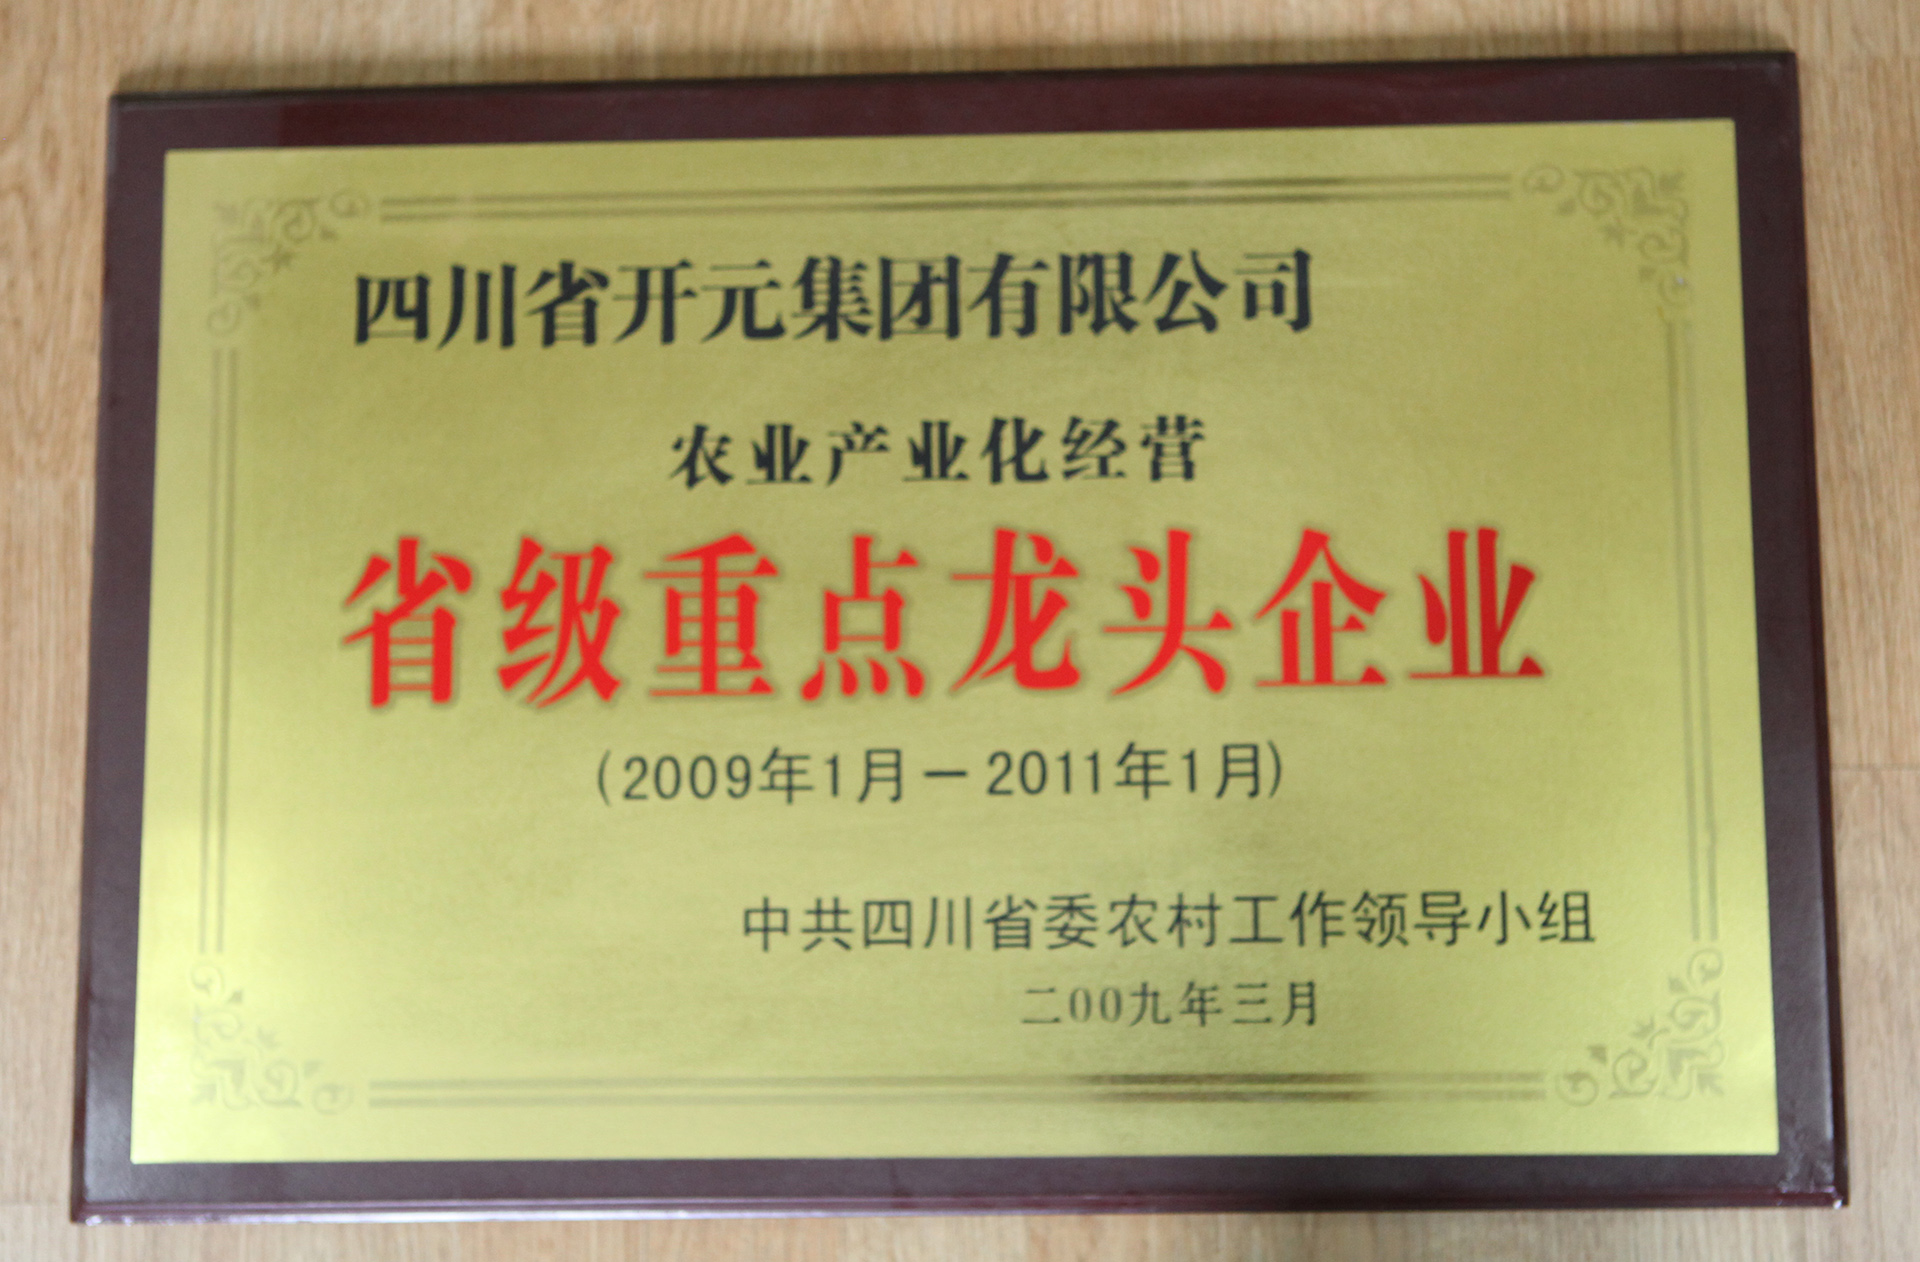 四川省开元集团有限公司
农业产业化经营
省级重点龙头企业
(2009年1月－2011年1月)
中共四川省委农村工作领导小组
二00九年三月